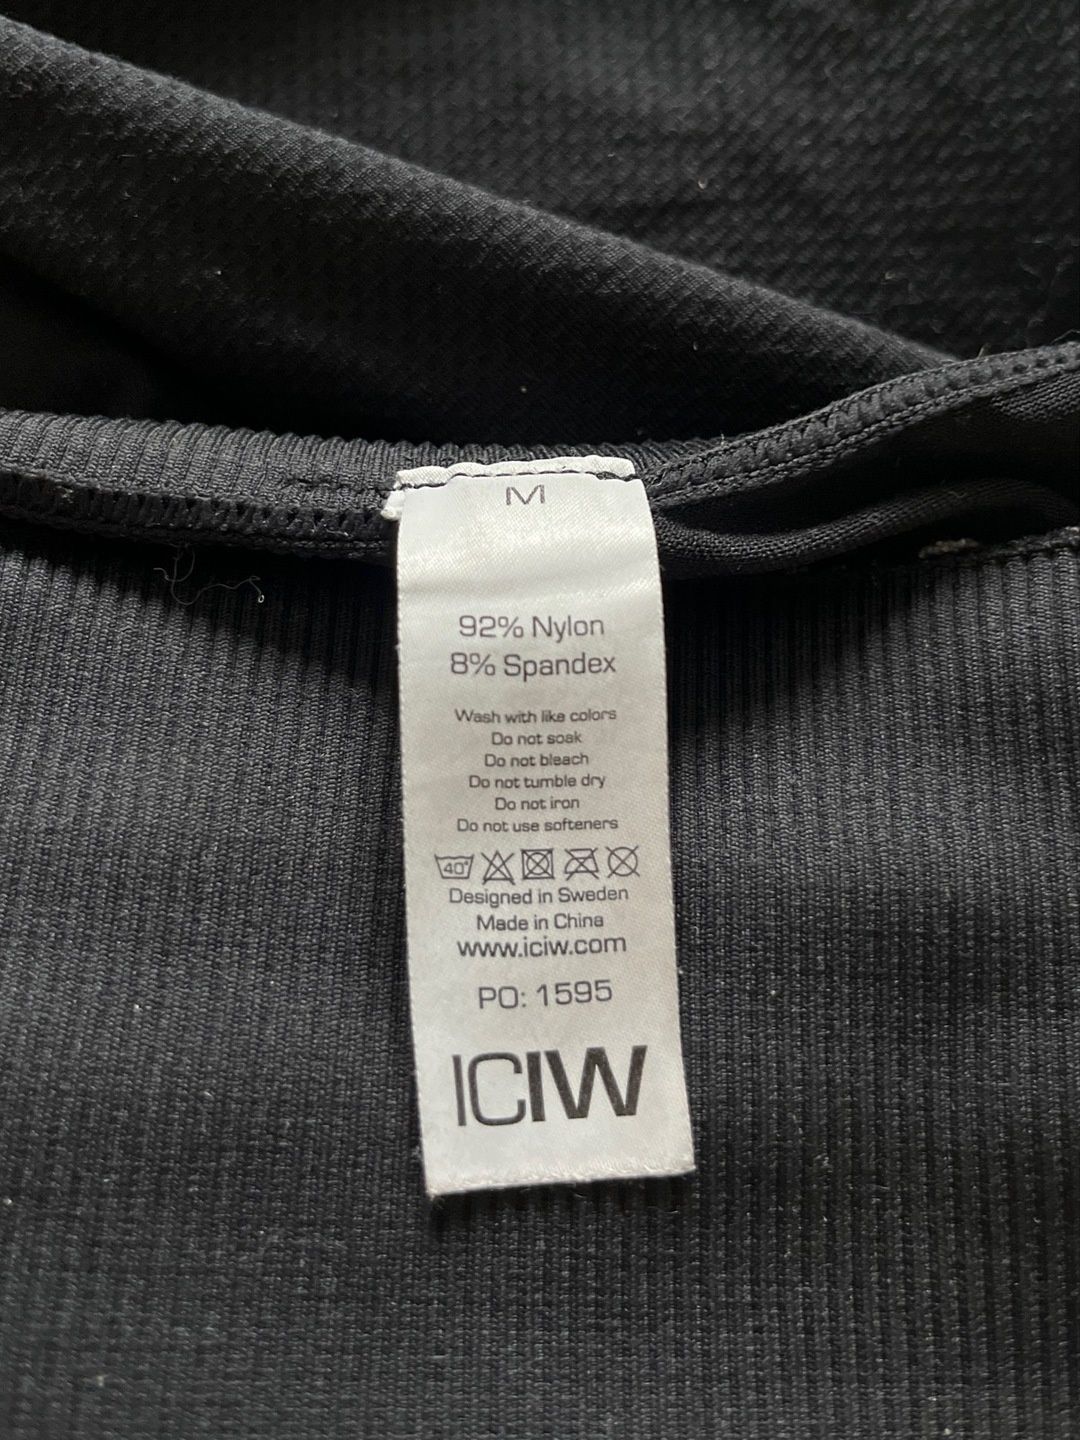 M
92% Nylon
8% Spandex
Wash with like colors
Do not soak
Do not bleach
Do not tumble dry
Do not iron
Do not use softeners
40°
Designed in Sweden
Made in China
www.iciw.com
PO: 1595
ICIW